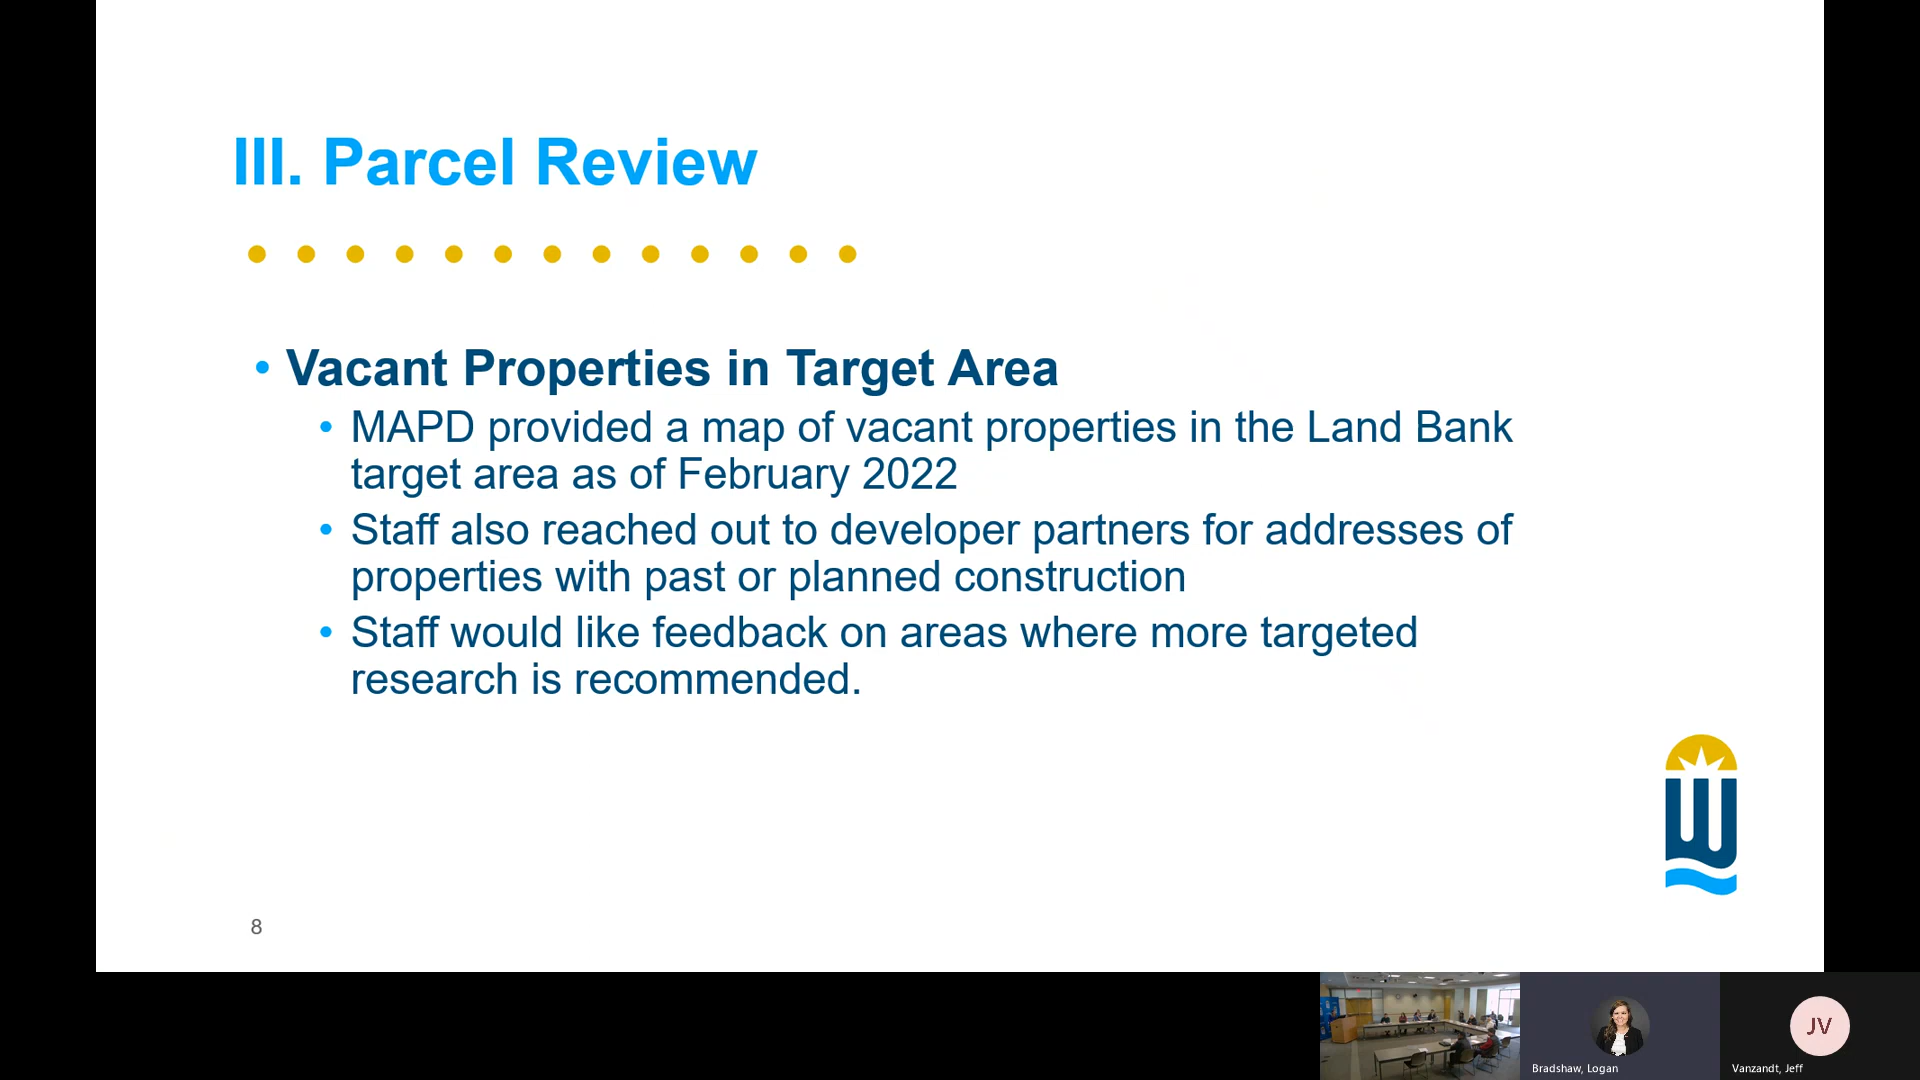 III. Parcel Review
• Vacant Properties in Target Area
• MAPD provided a map of vacant properties in the Land Bank
target area as of February 2022
• Staff also reached out to developer partners for addresses of
properties with past or planned construction
• Staff would like feedback on areas where more targeted
research is recommended.
8
JV
Bradshaw, Logan
Vanzandt, Jeff